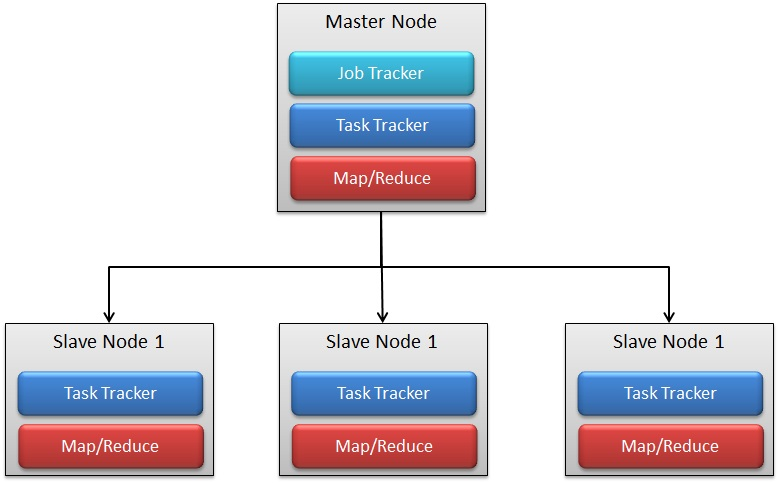 Master Node
Job Tracker
Task Tracker
Map/Reduce
Slave Node 1
Task Tracker
Map/Reduce
Slave Node 1
Task Tracker
Map/Reduce
Slave Node 1
Task Tracker
Map/Reduce